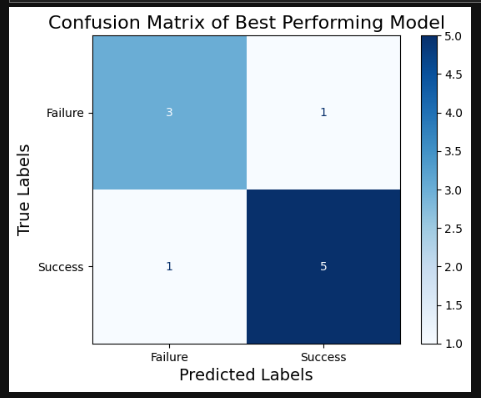 Confusion Matrix of Best Performing Model
5.0
4.5
4.0
3.5
3.0
2.5
2.0
1.5
1.0
True Labels
Failure
3
1
Success
1
5
Failure
Success
Predicted Labels